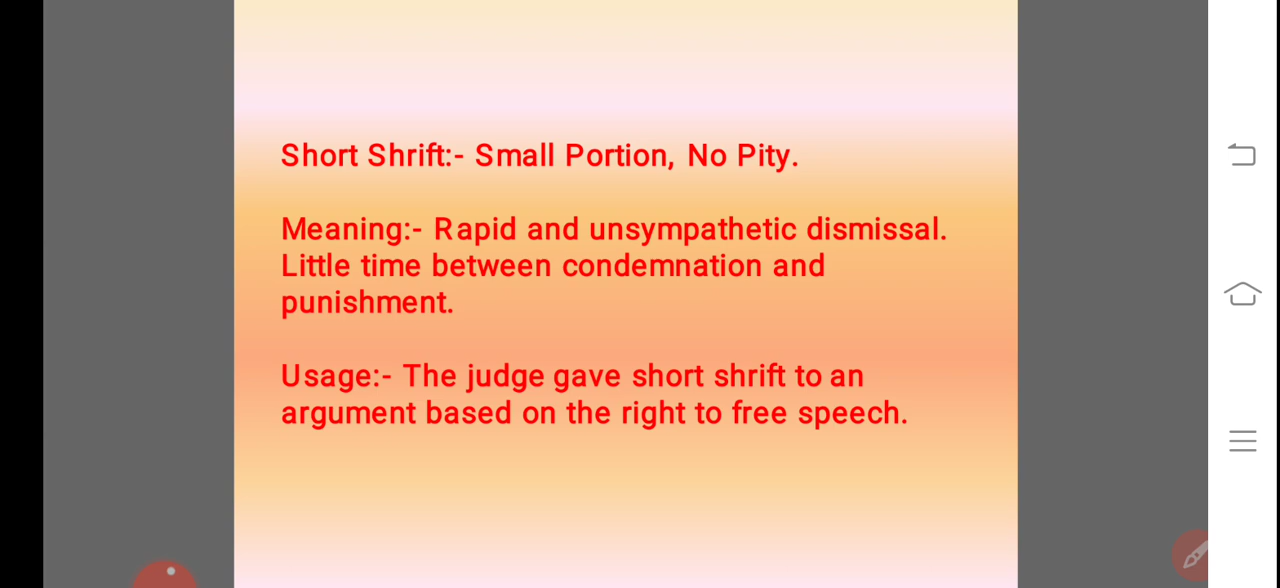 Short Shrift:- Small Portion, No Pity.
Meaning:- Rapid and unsympathetic dismissal.
Little time between condemnation and
punishment.
Usage:- The judge gave short shrift to an
argument based on the right to free speech.